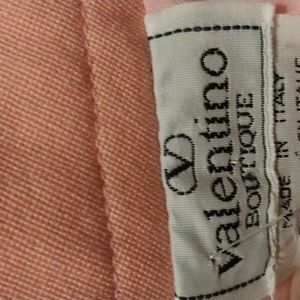 V
valentino
BOUTIQUE
MADE IN ITALY